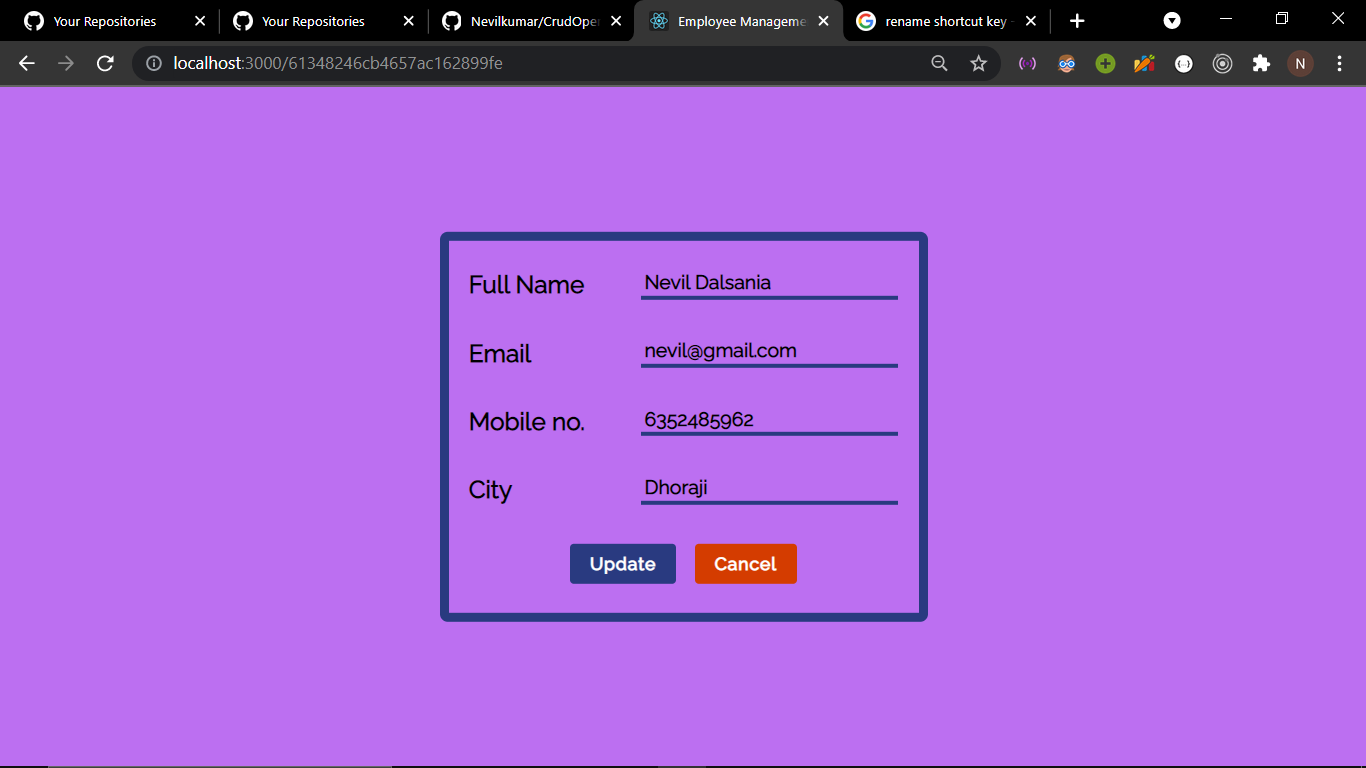 Your Repositories
Your Repositories
Nevilkumar/CrudOper
Employee Manageme
rename shortcut key -
localhost:3000/61348246cb4657ac162899fe
N
Full Name Nevil Dalsania
Email nevil@gmail.com
Mobile no. 6352485962
City Dhoraji
Update Cancel